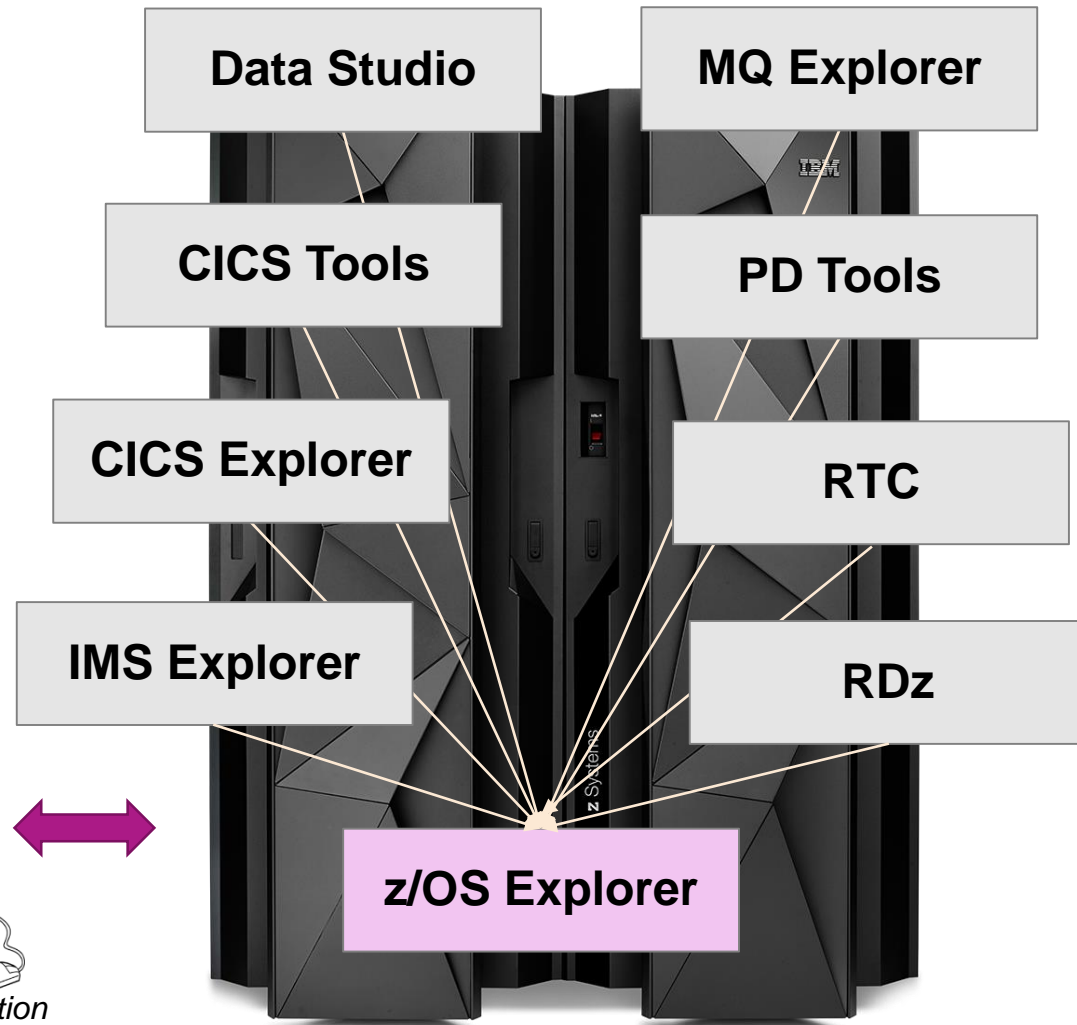 Data Studio
MQ Explorer
IBM
CICS Tools
PD Tools
CICS Explorer
RTC
IMS Explorer
RDz
z Systems
z/OS Explorer
tion